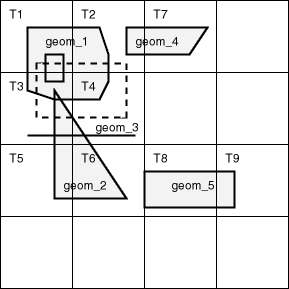 T1 T2 T7
geom_1 geom_4
T3 T4
geom_3
T5 T6 T8 T9
geom_2 geom_5